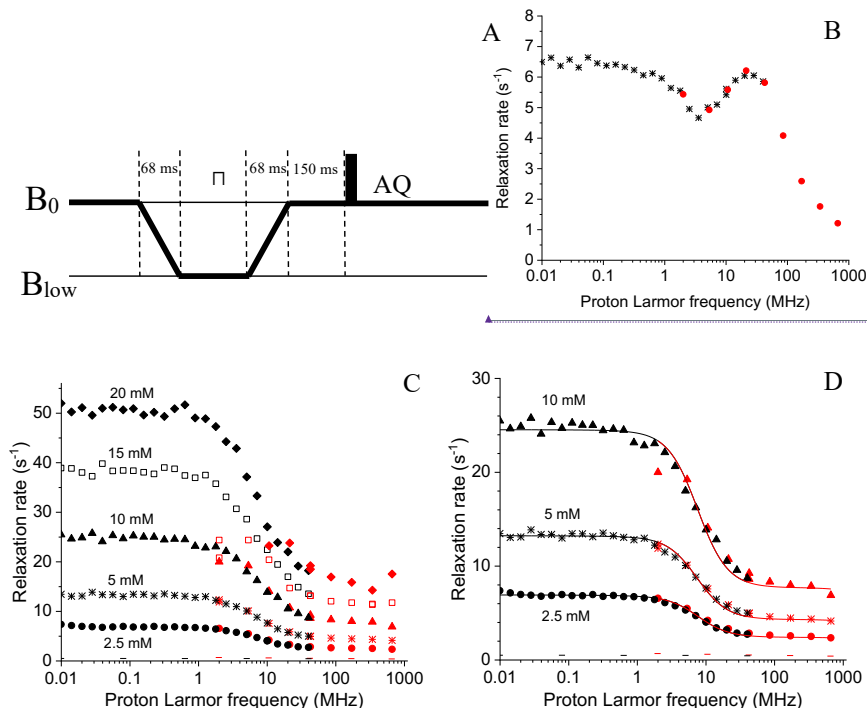 A
68 ms
⊓
68 ms
150 ms
AQ
B0
Blow
B
Relaxation rate (s-1)
8
7
6
5
4
3
2
1
0
0.01 0.1 1 10 100 1000
Proton Larmor frequency (MHz)
C
Relaxation rate (s-1)
50
40
30
20
10
0
20 mM
15 mM
10 mM
5 mM
2.5 mM
0.01 0.1 1 10 100 1000
Proton Larmor frequency (MHz)
D
Relaxation rate (s-1)
30
20
10
0
10 mM
5 mM
2.5 mM
0.01 0.1 1 10 100 1000
Proton Larmor frequency (MHz)